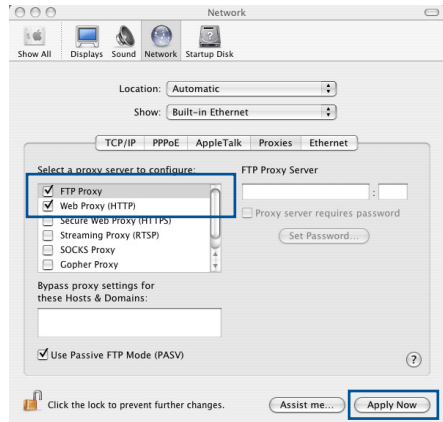 Network
Show All Displays Sound Network Startup Disk
Location: Automatic
Show: Built-in Ethernet
TCP/IP PPPoE AppleTalk Proxies Ethernet
Select a proxy server to configure: FTP Proxy Server
FTP Proxy
:
Web Proxy (HTTP)
Proxy server requires password
Secure Web Proxy (HTTPS)
Streaming Proxy (RTSP) Set Password...
SOCKS Proxy
Gopher Proxy
Bypass proxy settings for
these Hosts & Domains:
Use Passive FTP Mode (PASV) ?
Click the lock to prevent further changes. Assist me... Apply Now